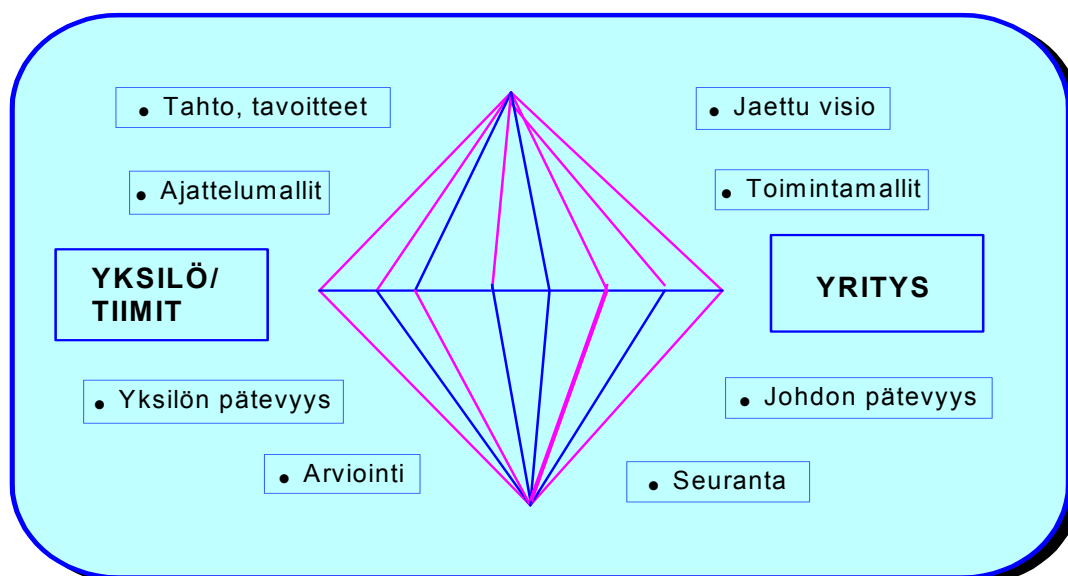 • Tahto, tavoitteet
• Jaettu visio
• Ajattelumallit
• Toimintamallit
YKSILÖ/
TIIMIT
YRITYS
• Yksilön pätevyys
• Johdon pätevyys
• Arviointi
• Seuranta